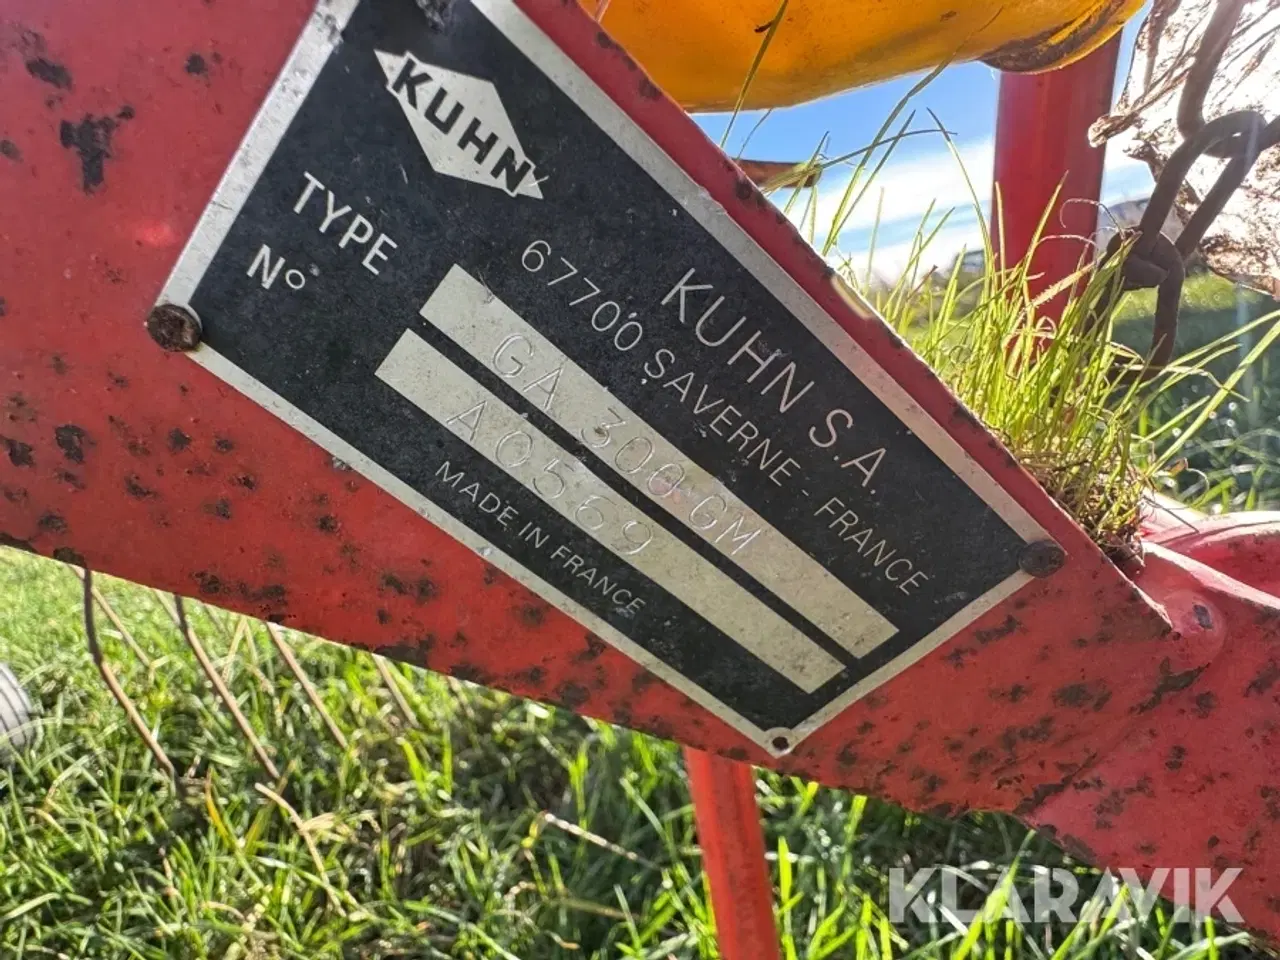 KUHN
KUHN S.A.
67700 SAVERNE - FRANCE
TYPE GA 300 GM
N° A0569
MADE IN FRANCE
KLARAVIK